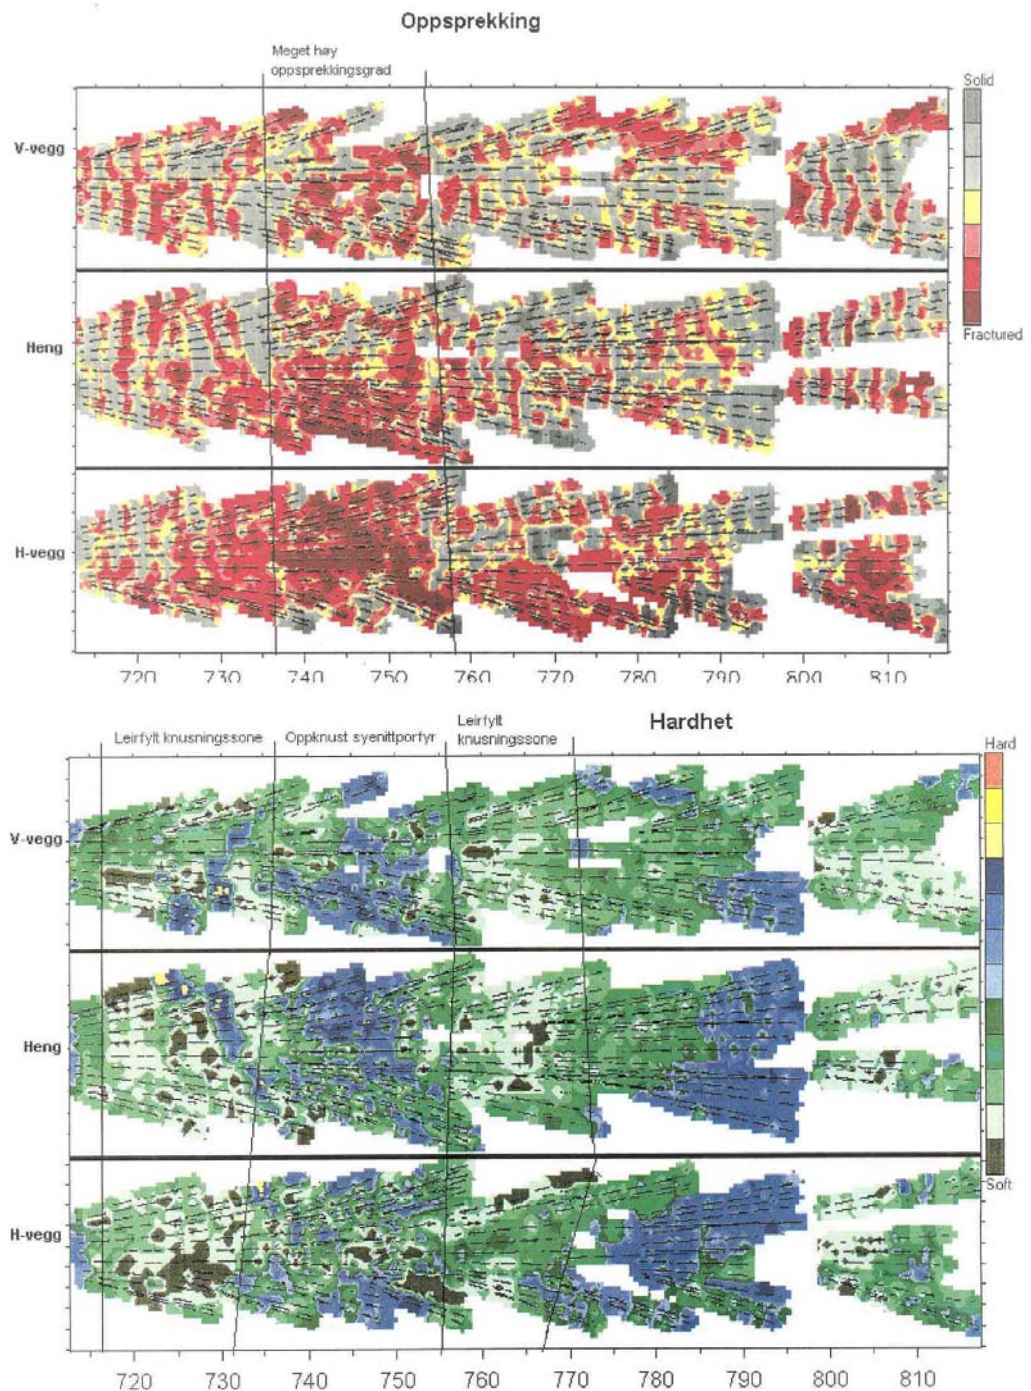 Oppsprekking
Meget høy
oppsprekkingsgrad
Solid
V-vegg
Heng
Fractured
H-vegg
720 730 740 750 760 770 780 790 800 810
Leirfylt knusningssone
Oppknust syenittporfyr
Leirfylt
knusningssone
Hardhet
Hard
V-vegg
Heng
Soft
H-vegg
720 730 740 750 760 770 780 790 800 810